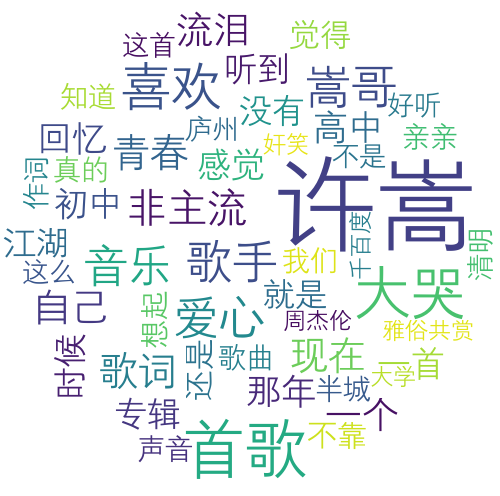 流泪
这首
觉得
听到
喜欢
嵩哥
知道
没有
好听
回忆
庐州
高中
亲亲
青春
奸笑
不是
真的
感觉
作词
许嵩
初中
非主流
千百度
江湖
清明
音乐
歌手
我们
这么
大哭
就是
自己
爱心
想起
周杰伦
雅俗共赏
时候
歌词
还是
歌曲
现在
一首
大学
那年
半城
专辑
一个
首歌
不靠
声音